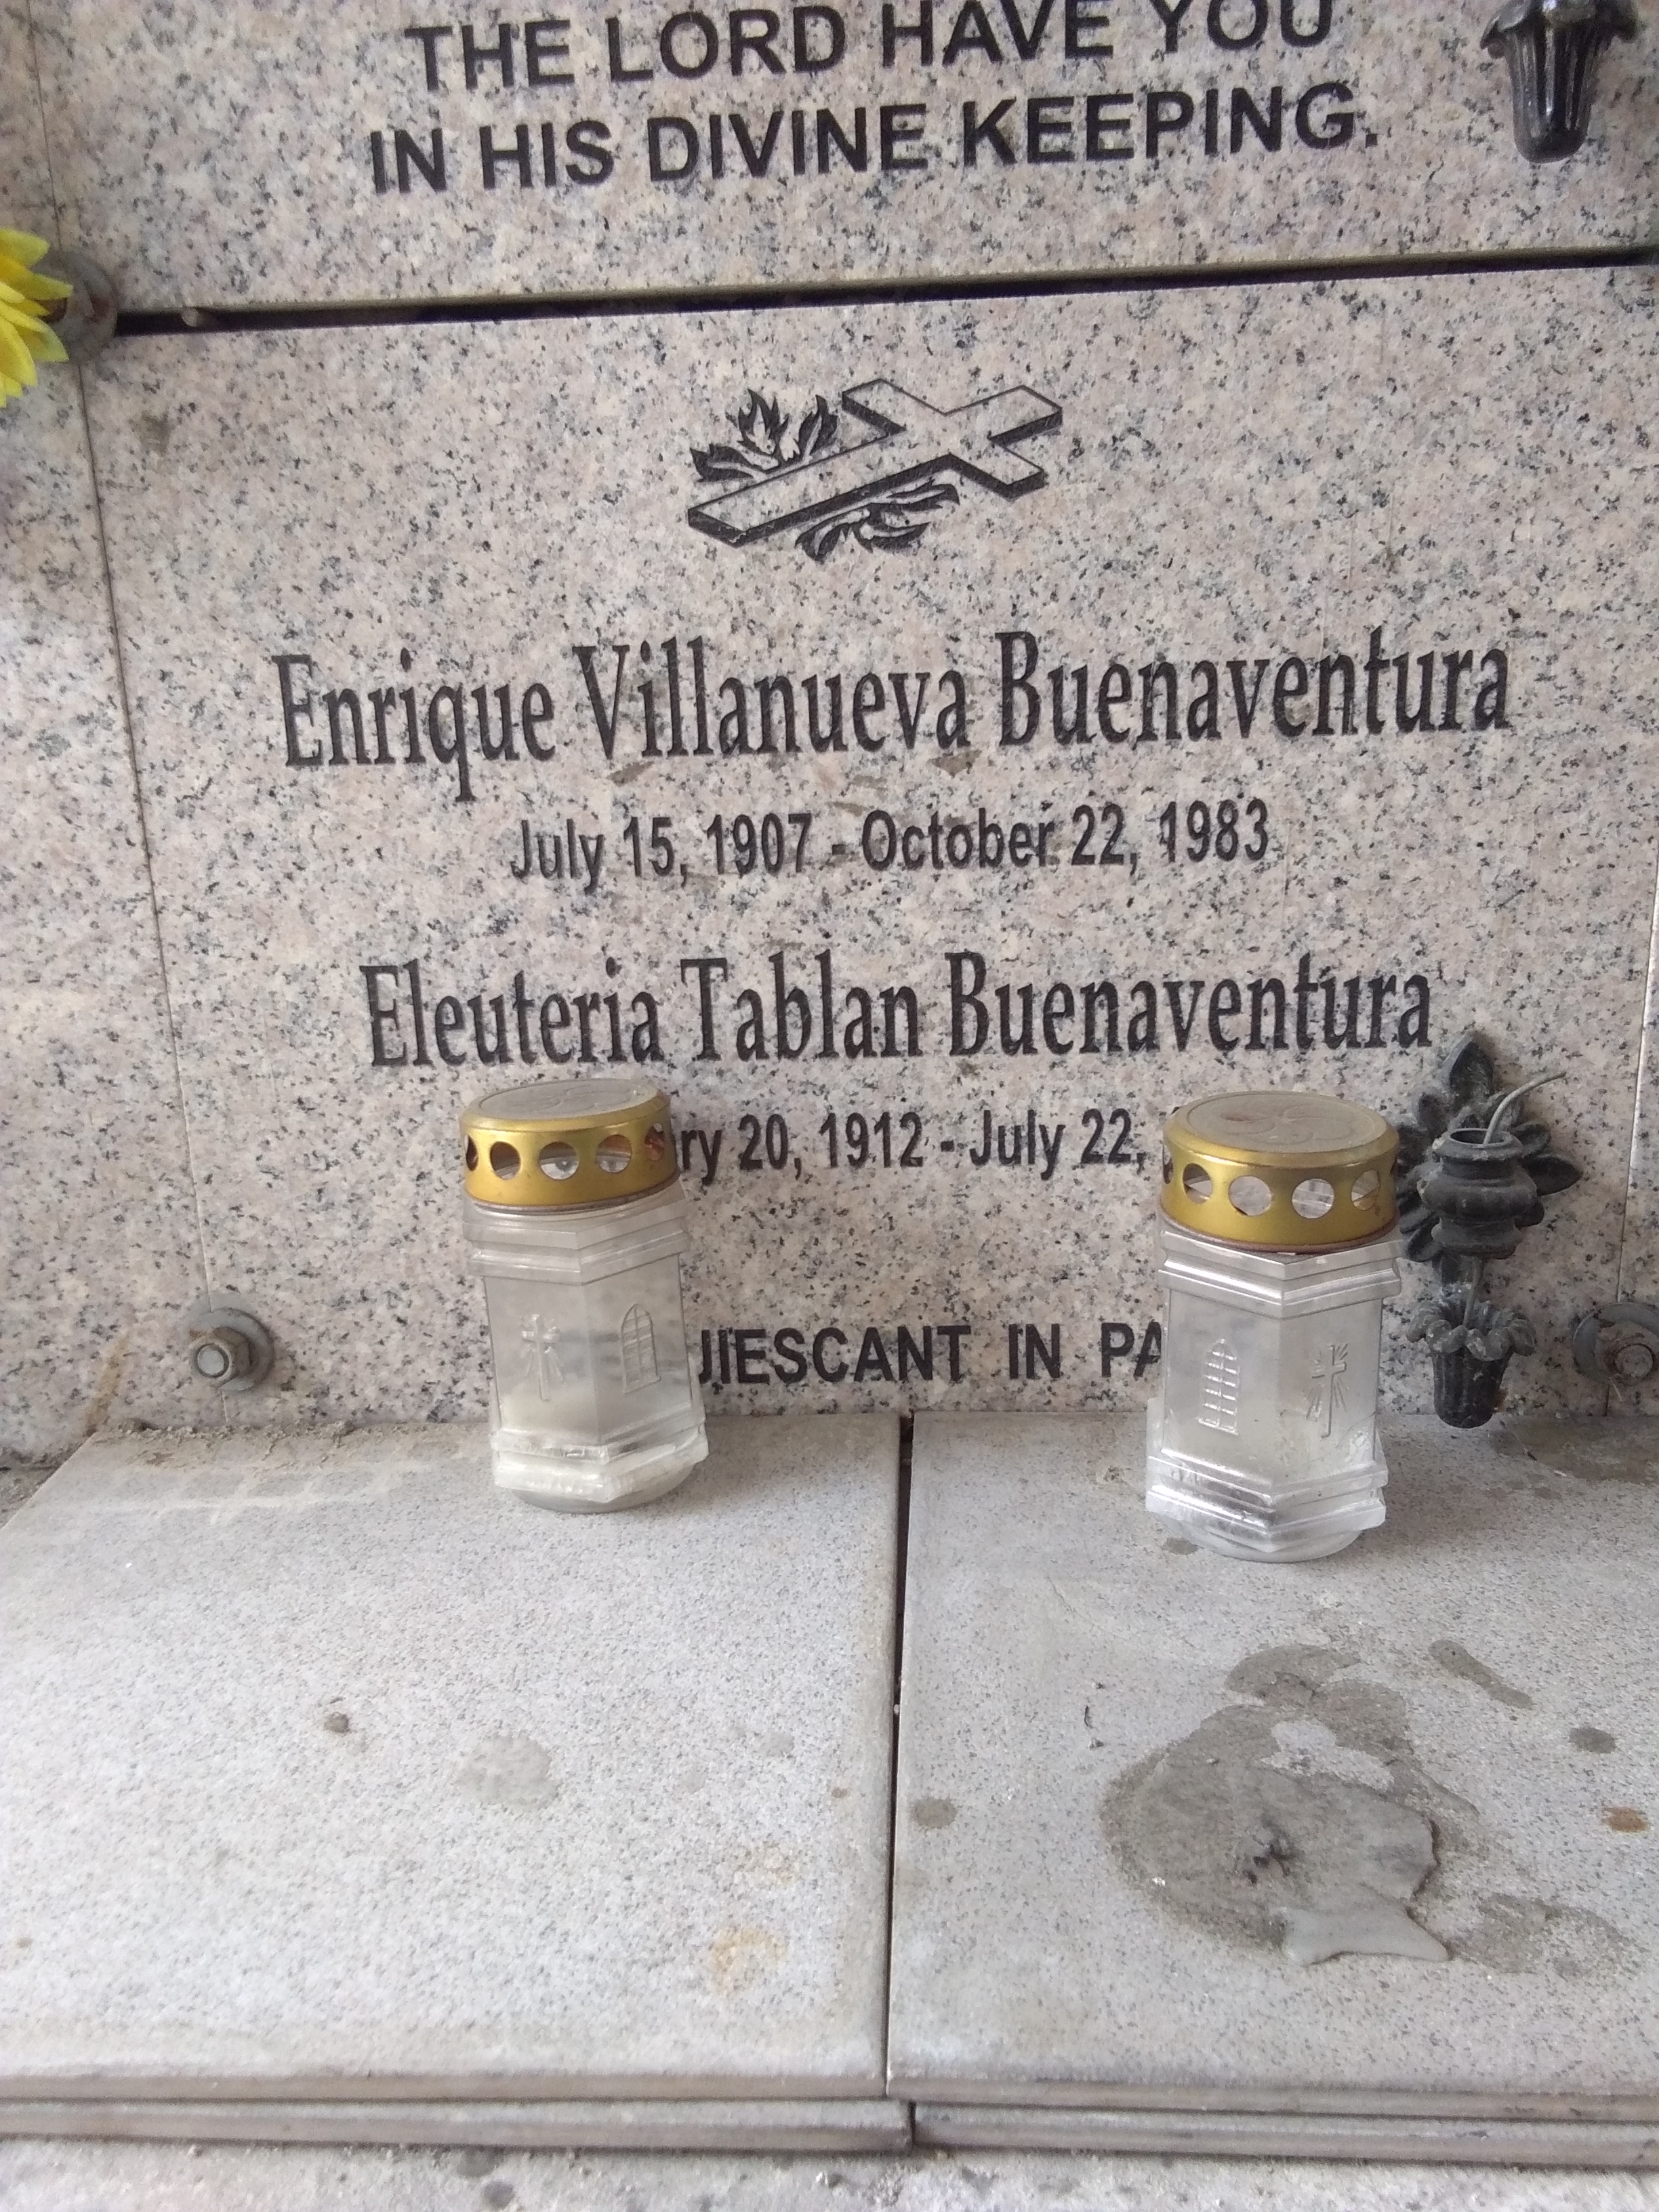 THE LORD HAVE YOU
IN HIS DIVINE KEEPING.
Enrique Villanueva Buenaventura
July 15, 1907 - October 22, 1983
Eleuteria Tablan Buenaventura
20, 1912 - July 22,
IN